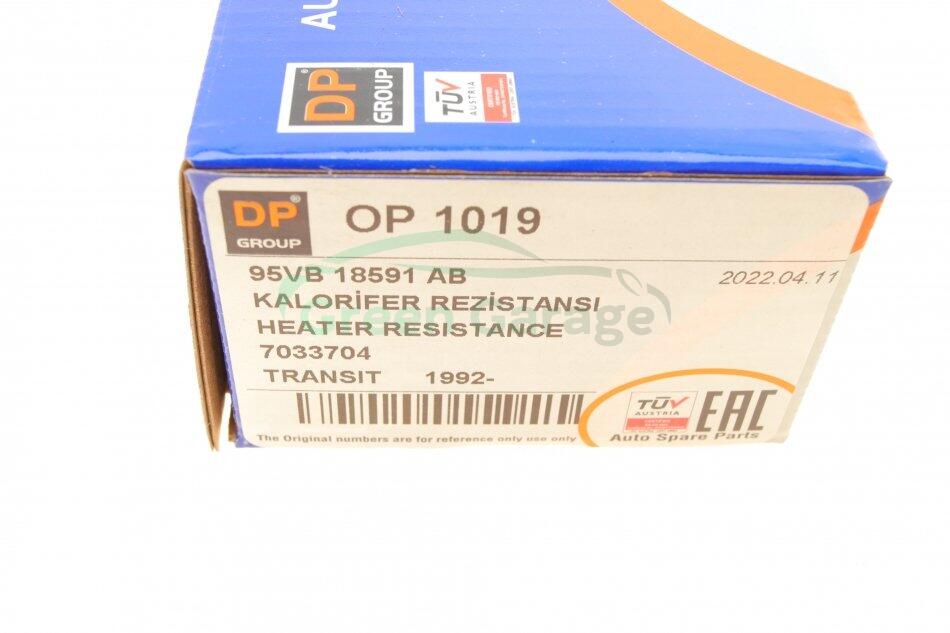 AU
DP
GROUP
®
TÜV
AUSTRIA
CERTIFIED
DP®
GROUP
OP 1019
95VB 18591 AB
2022.04.11
KALORİFER REZİSTANSI
Green Garage
HEATER RESISTANCE
7033704
TRANSIT 1992-
TÜV
AUSTRIA
CERTIFIED
EAC
The Original numbers are for reference only use only
Auto Spare Parts